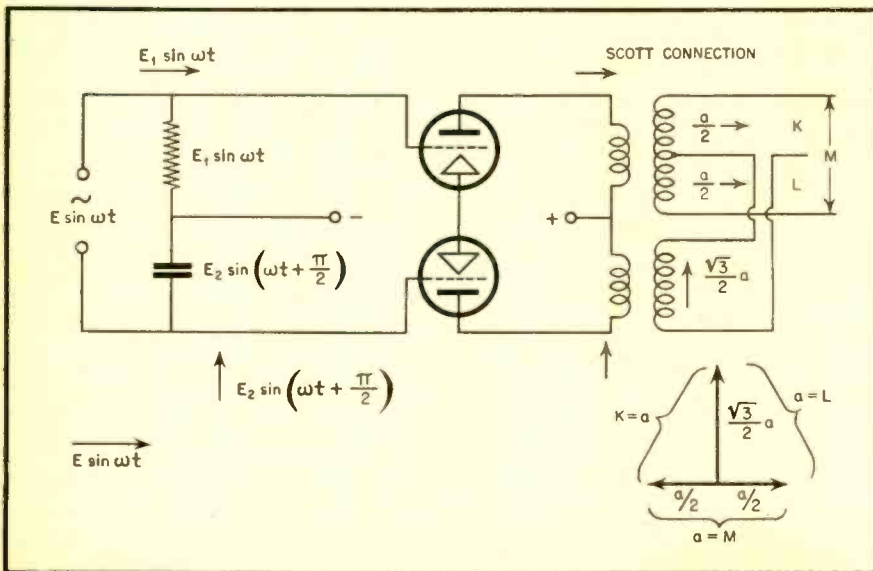 E₁ sin ωt
SCOTT CONNECTION
E₁ sin ωt
a/2
K
M
a/2
L
~
E sin ωt
−
+
E₂ sin(ωt + π/2)
√3/2 a
E₂ sin(ωt + π/2)
E sin ωt
K = a
√3/2 a
a = L
a/2
a/2
a = M